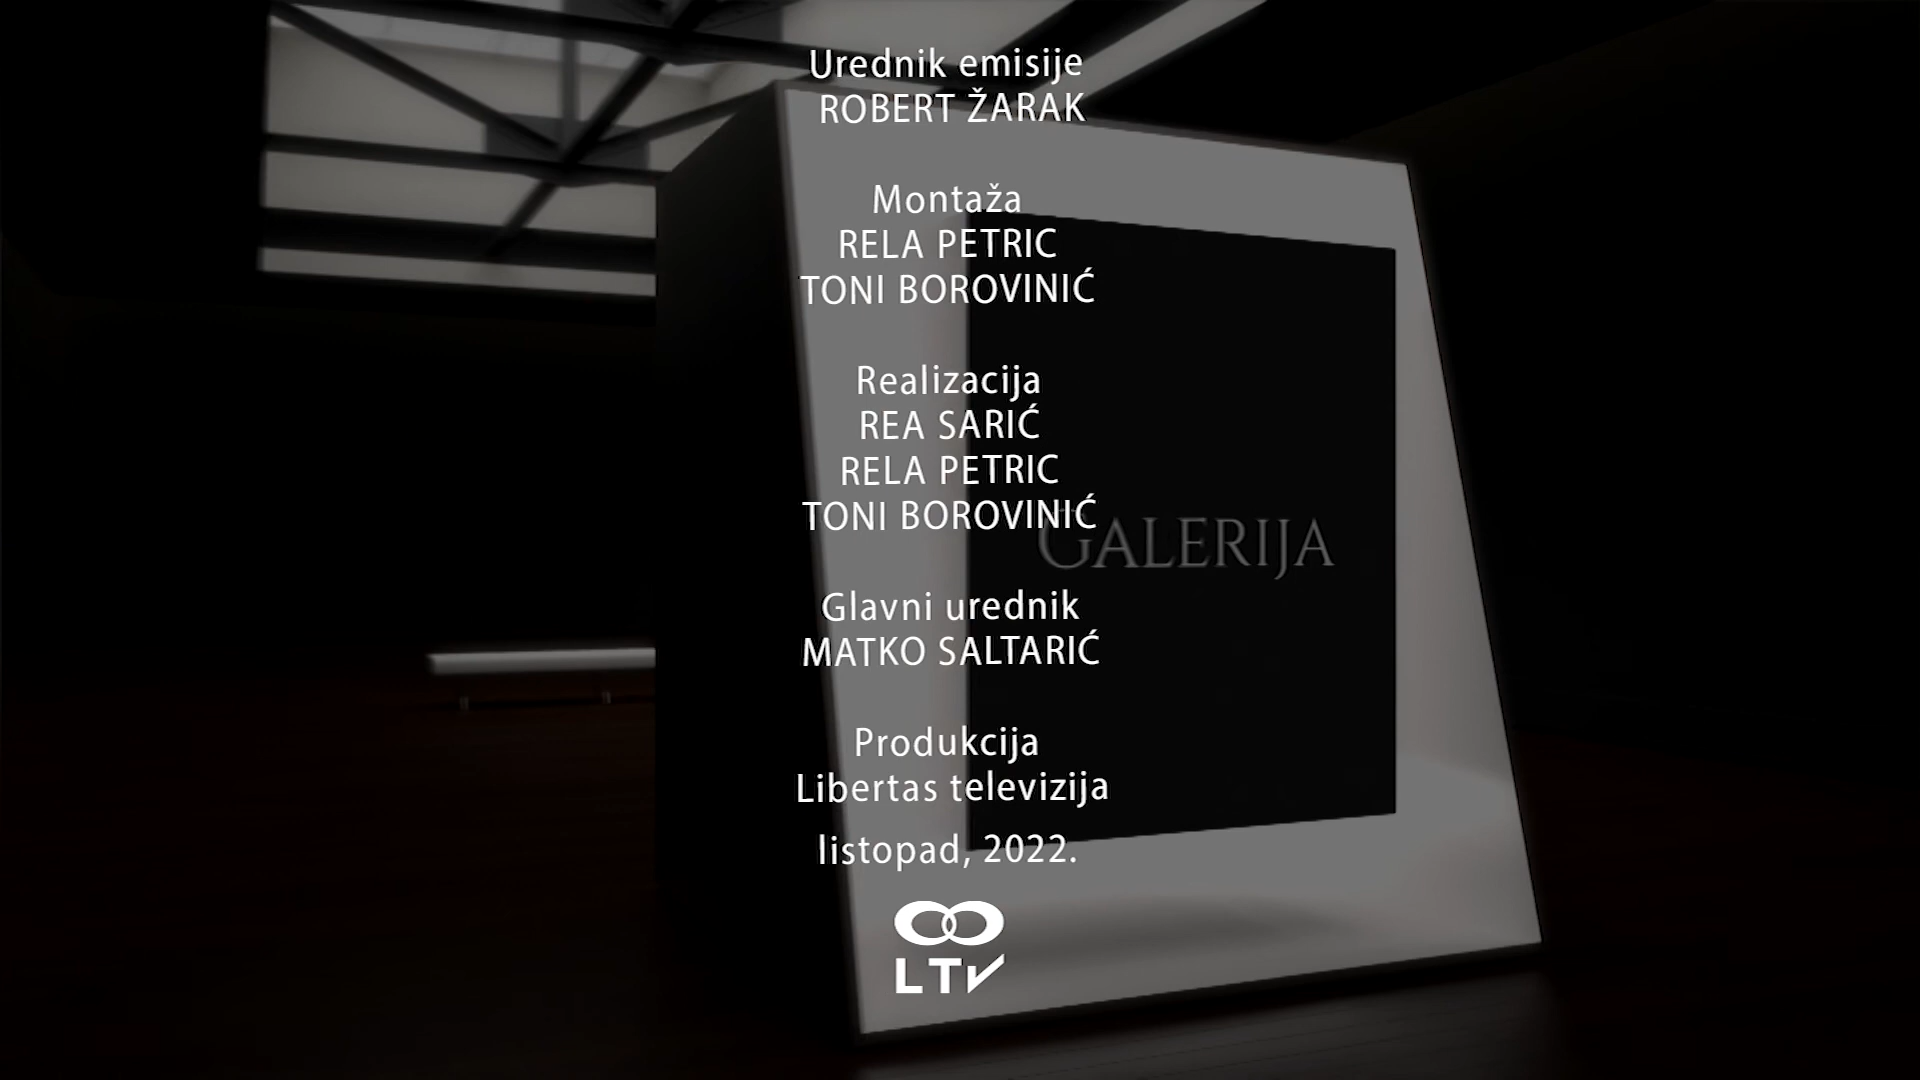 Urednik emisije
ROBERT ŽARAK
Montaža
RELA PETRIC
TONI BOROVINIĆ
Realizacija
REA SARIĆ
RELA PETRIC
TONI BOROVINIĆ
GALERIJA
Glavni urednik
MATKO SALTARIĆ
Produkcija
Libertas televizija
listopad, 2022.
LTV